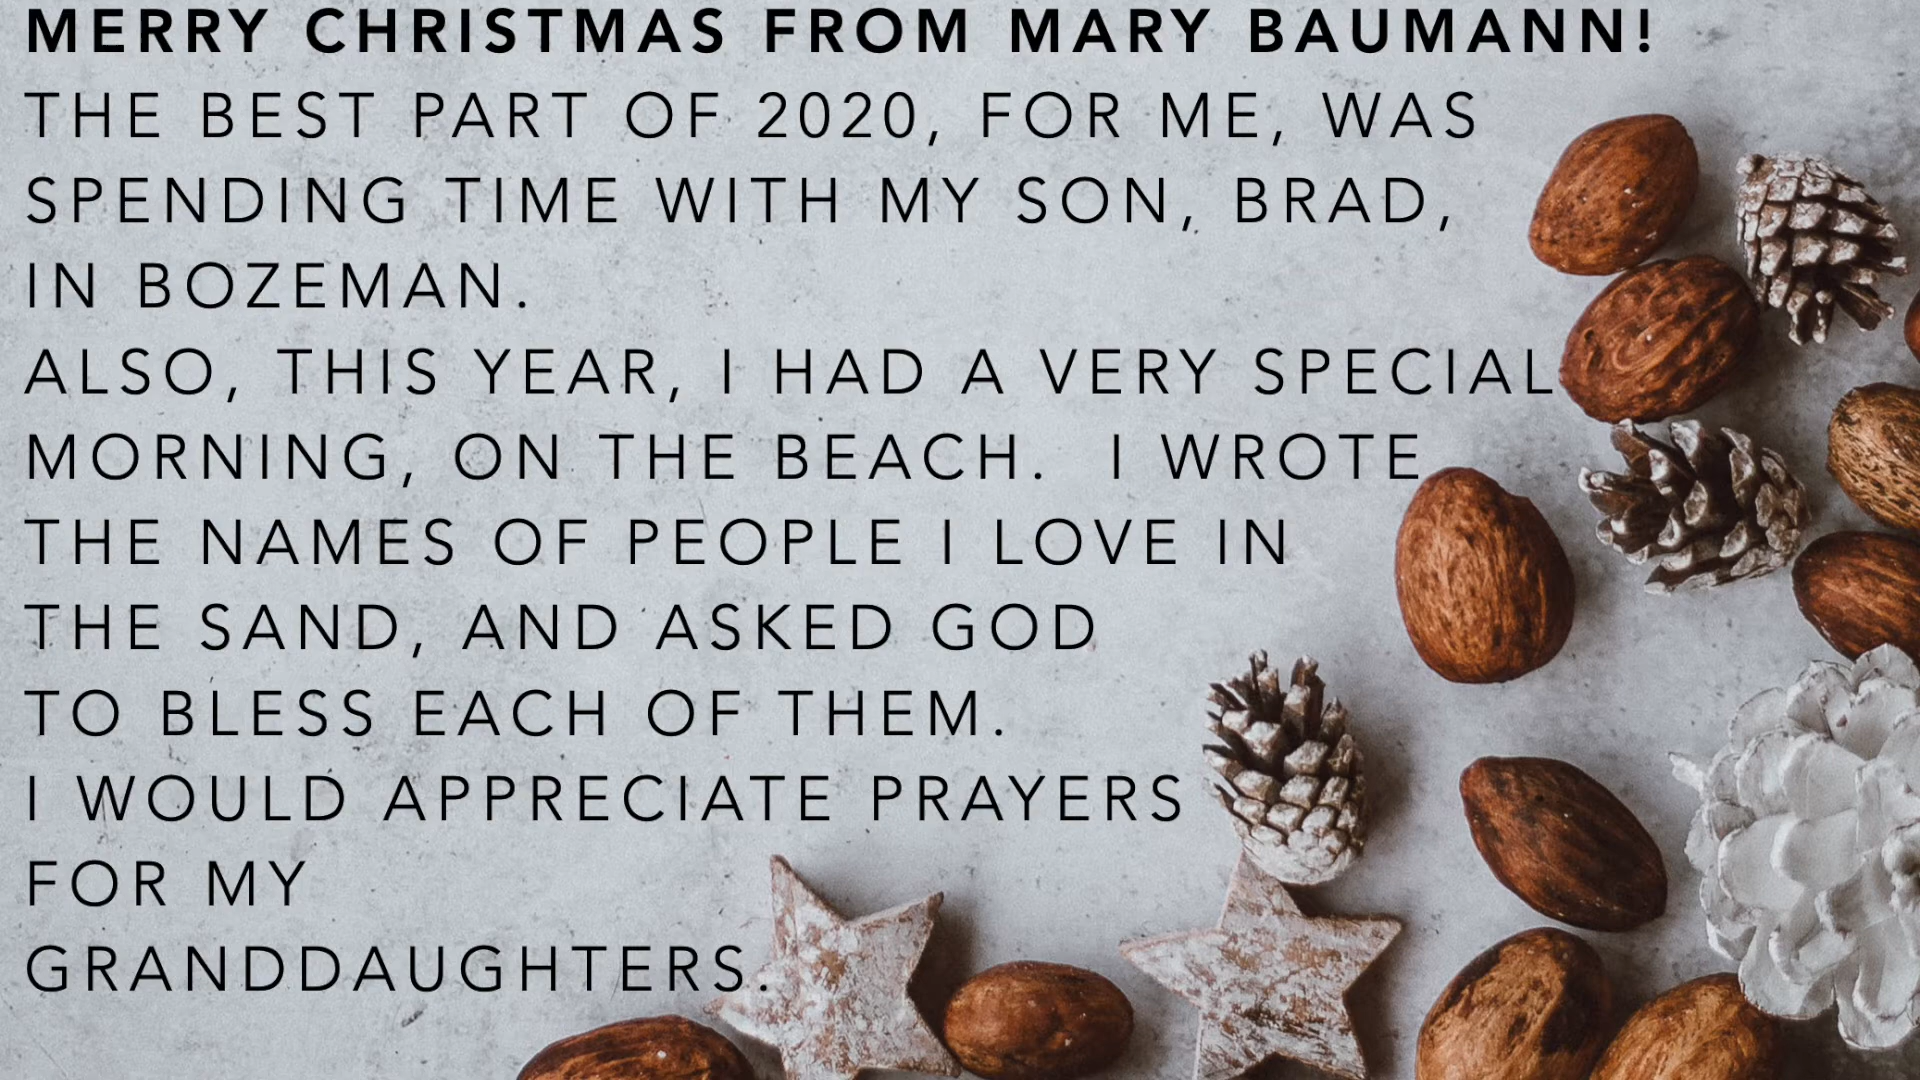 MERRY CHRISTMAS FROM MARY BAUMANN!
THE BEST PART OF 2020, FOR ME, WAS
SPENDING TIME WITH MY SON, BRAD,
IN BOZEMAN.
ALSO, THIS YEAR, I HAD A VERY SPECIAL
MORNING, ON THE BEACH.  I WROTE
THE NAMES OF PEOPLE I LOVE IN
THE SAND, AND ASKED GOD
TO BLESS EACH OF THEM.
I WOULD APPRECIATE PRAYERS
FOR MY
GRANDDAUGHTERS.